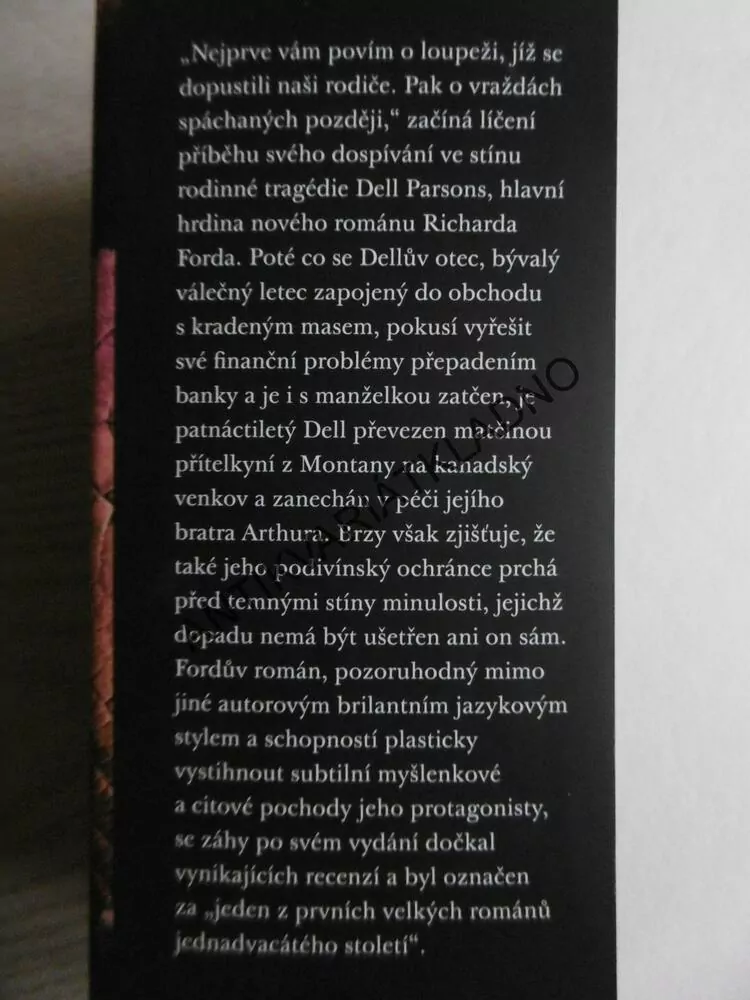 „Nejprve vám povím o loupeži, jíž se
dopustili naši rodiče. Pak o vraždách
spáchaných později,“ začíná líčení
příběhu svého dospívání ve stínu
rodinné tragédie Dell Parsons, hlavní
hrdina nového románu Richarda
Forda. Poté co se Dellův otec, bývalý
válečný letec zapojený do obchodu
s kradeným masem, pokusí vyřešit
své finanční problémy přepadením
banky a je i s manželkou zatčen, je
patnáctiletý Dell převezen matčinou
přítelkyní z Montany na kanadský
venkov a zanechán v péči jejího
bratra Arthura. Brzy však zjišťuje, že
také jeho podivínský ochránce prchá
před temnými stíny minulosti, jejichž
dopadu nemá být ušetřen ani on sám.
Fordův román, pozoruhodný mimo
jiné autorovým brilantním jazykovým
stylem a schopností plasticky
vystihnout subtilní myšlenkové
a citové pochody jeho protagonisty,
se záhy po svém vydání dočkal
vynikajících recenzí a byl označen
za „jeden z prvních velkých románů
jednadvacátého století“.
ANTIKVARIÁTKLADNO